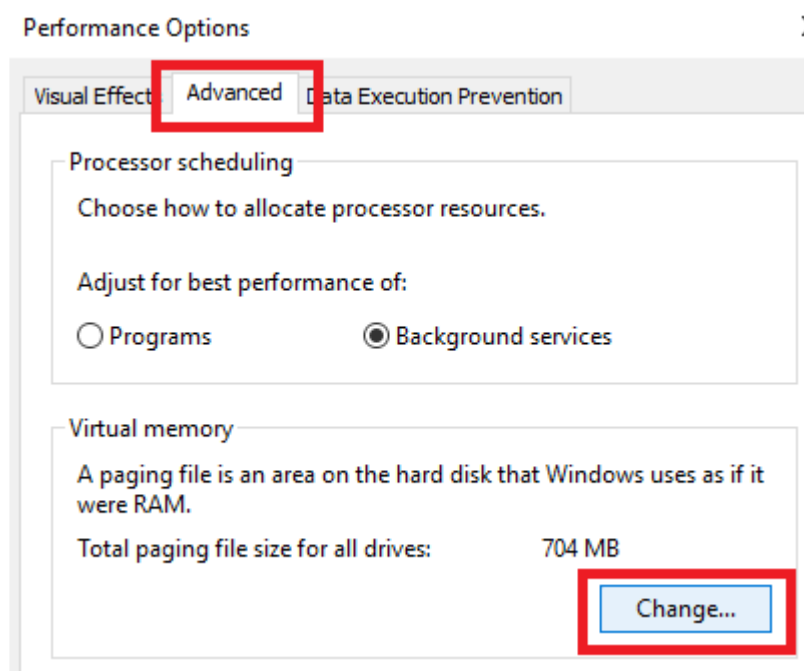 Performance Options
Visual Effects Advanced Data Execution Prevention
Processor scheduling
Choose how to allocate processor resources.
Adjust for best performance of:
Programs Background services
Virtual memory
A paging file is an area on the hard disk that Windows uses as if it
were RAM.
Total paging file size for all drives: 704 MB
Change...